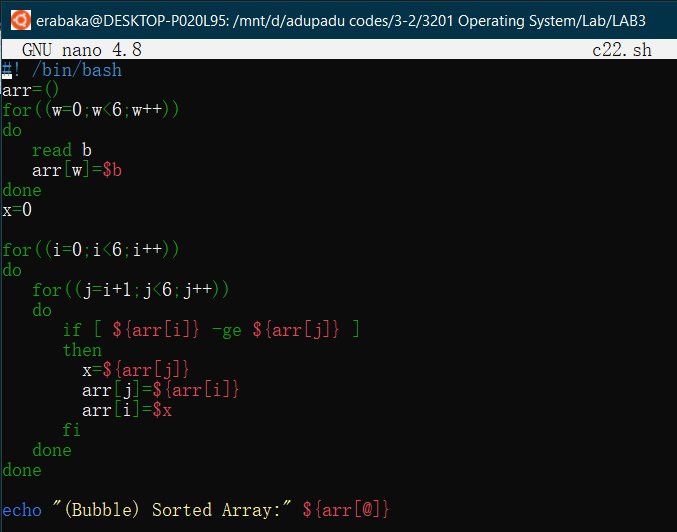 erabaka@DESKTOP-P020L95: /mnt/d/adupadu codes/3-2/3201 Operating System/Lab/LAB3
GNU nano 4.8 c22.sh
#! /bin/bash
arr=()
for((w=0;w<6;w++))
do
read b
arr[w]=$b
done
x=0
for((i=0;i<6;i++))
do
for((j=i+1;j<6;j++))
do
if [ ${arr[i]} -ge ${arr[j]} ]
then
x=${arr[j]}
arr[j]=${arr[i]}
arr[i]=$x
fi
done
done
echo "(Bubble) Sorted Array:" ${arr[@]}